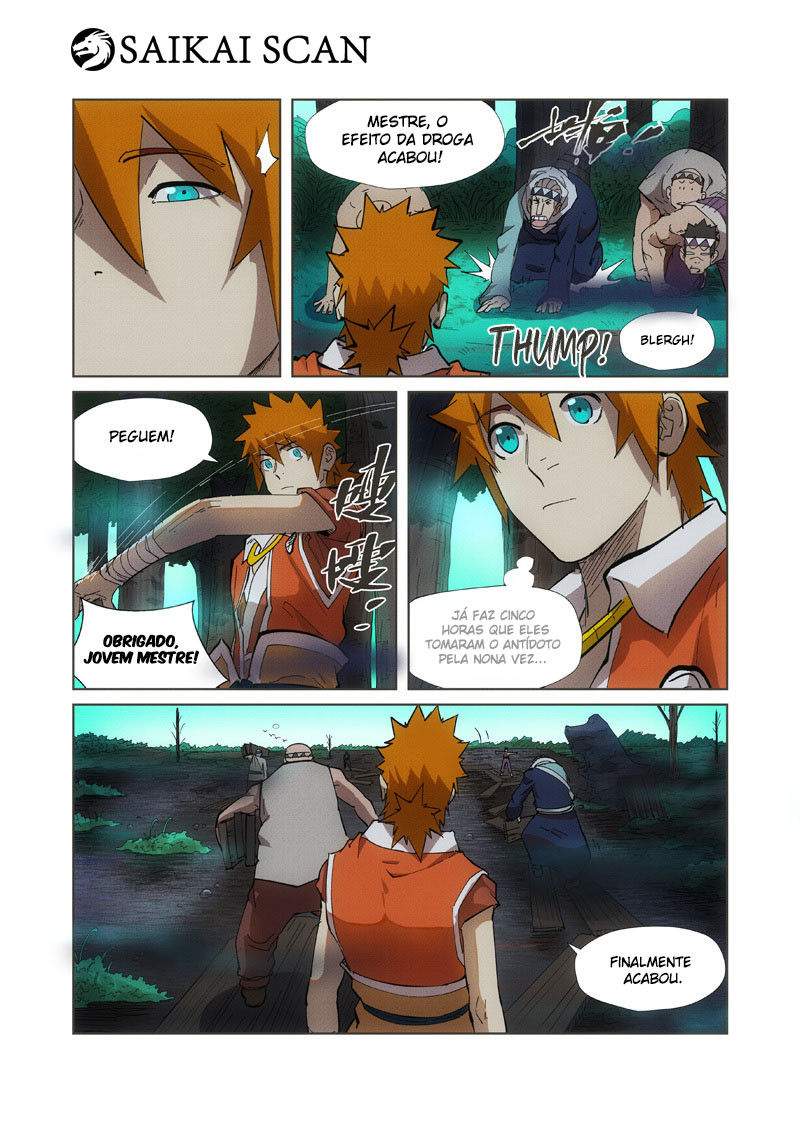 SAIKAI SCAN
MESTRE, O
EFEITO DA DROGA
ACABOU!
THUMP!
BLERGH!
PEGUEM!
OBRIGADO,
JOVEM MESTRE!
JÁ FAZ CINCO
HORAS QUE ELES
TOMARAM O ANTÍDOTO
PELA NONA VEZ...
FINALMENTE
ACABOU.